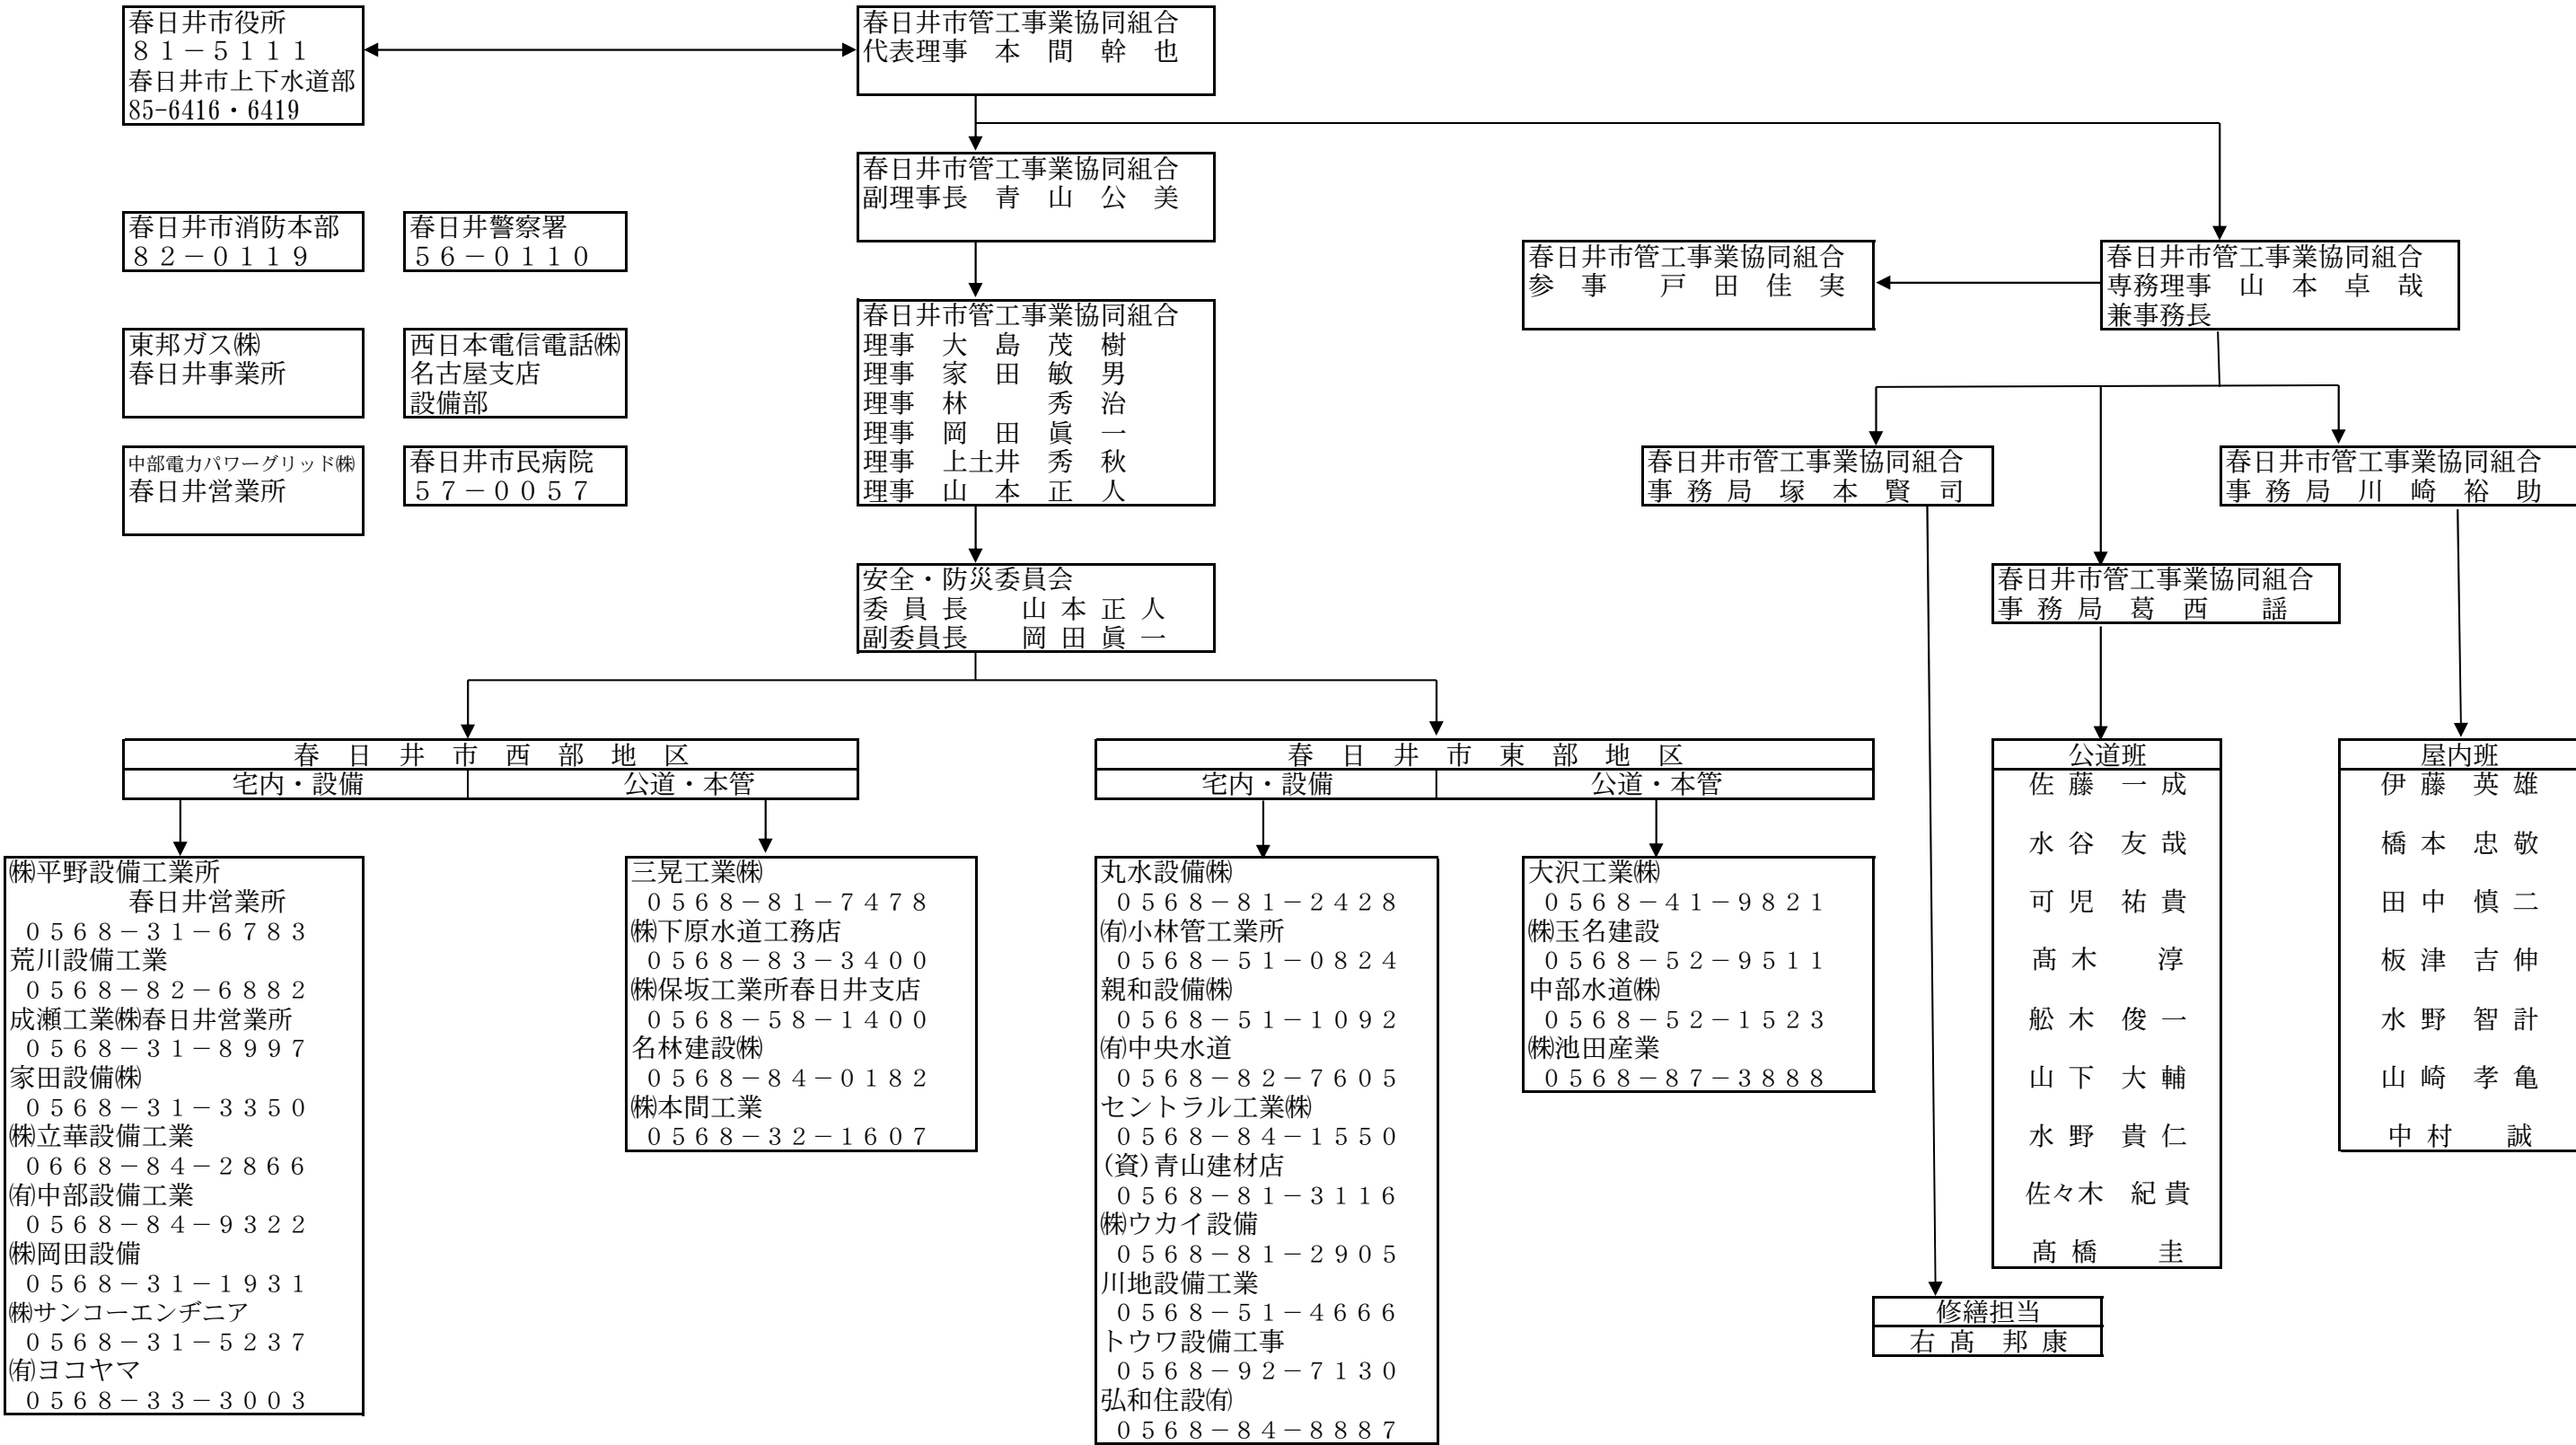 春日井市役所
８１－５１１１
春日井市上下水道部
85-6416・6419
春日井市管工事業協同組合
代表理事　本　間　幹　也
春日井市管工事業協同組合
副理事長　青　山　公　美
春日井市消防本部
８２－０１１９
春日井警察署
５６－０１１０
春日井市管工事業協同組合
参　事　　戸　田　佳　実
春日井市管工事業協同組合
専務理事　山　本　卓　哉
兼事務長
東邦ガス㈱
春日井事業所
西日本電信電話㈱
名古屋支店
設備部
春日井市管工事業協同組合
理事　大　島　茂　樹
理事　家　田　敏　男
理事　林　　　秀　治
理事　岡　田　眞　一
理事　上土井　秀　秋
理事　山　本　正　人
中部電力パワーグリッド㈱
春日井営業所
春日井市民病院
５７－００５７
春日井市管工事業協同組合
事 務 局　塚　本　賢　司
春日井市管工事業協同組合
事 務 局　川　崎　裕　助
安全・防災委員会
委 員 長　　山 本 正 人
副委員長　　岡 田 眞 一
春日井市管工事業協同組合
事 務 局　葛　西　　謡
春　日　井　市　西　部　地　区
宅内・設備
公道・本管
春　日　井　市　東　部　地　区
宅内・設備
公道・本管
㈱平野設備工業所
春日井営業所
０５６８－３１－６７８３
荒川設備工業
０５６８－８２－６８８２
成瀬工業㈱春日井営業所
０５６８－３１－８９９７
家田設備㈱
０５６８－３１－３３５０
㈱立華設備工業
０６６８－８４－２８６６
㈲中部設備工業
０５６８－８４－９３２２
㈱岡田設備
０５６８－３１－１９３１
㈱サンコーエンヂニア
０５６８－３１－５２３７
㈲ヨコヤマ
０５６８－３３－３００３
三晃工業㈱
０５６８－８１－７４７８
㈱下原水道工務店
０５６８－８３－３４００
㈱保坂工業所春日井支店
０５６８－５８－１４００
名林建設㈱
０５６８－８４－０１８２
㈱本間工業
０５６８－３２－１６０７
丸水設備㈱
０５６８－８１－２４２８
㈲小林管工業所
０５６８－５１－０８２４
親和設備㈱
０５６８－５１－１０９２
㈲中央水道
０５６８－８２－７６０５
セントラル工業㈱
０５６８－８４－１５５０
(資)青山建材店
０５６８－８１－３１１６
㈱ウカイ設備
０５６８－８１－２９０５
川地設備工業
０５６８－５１－４６６６
トウワ設備工事
０５６８－９２－７１３０
弘和住設㈲
０５６８－８４－８８８７
大沢工業㈱
０５６８－４１－９８２１
㈱玉名建設
０５６８－５２－９５１１
中部水道㈱
０５６８－５２－１５２３
㈱池田産業
０５６８－８７－３８８８
公道班
佐 藤　一 成
水 谷　友 哉
可 児　祐 貴
髙 木　　淳
舩 木　俊 一
山 下　大 輔
水 野　貴 仁
佐々木　紀 貴
髙 橋　　圭
屋内班
伊 藤　英 雄
橋 本　忠 敬
田 中　慎 二
板 津　吉 伸
水 野　智 計
山 崎　孝 亀
中 村　　誠
修繕担当
右 髙　邦 康